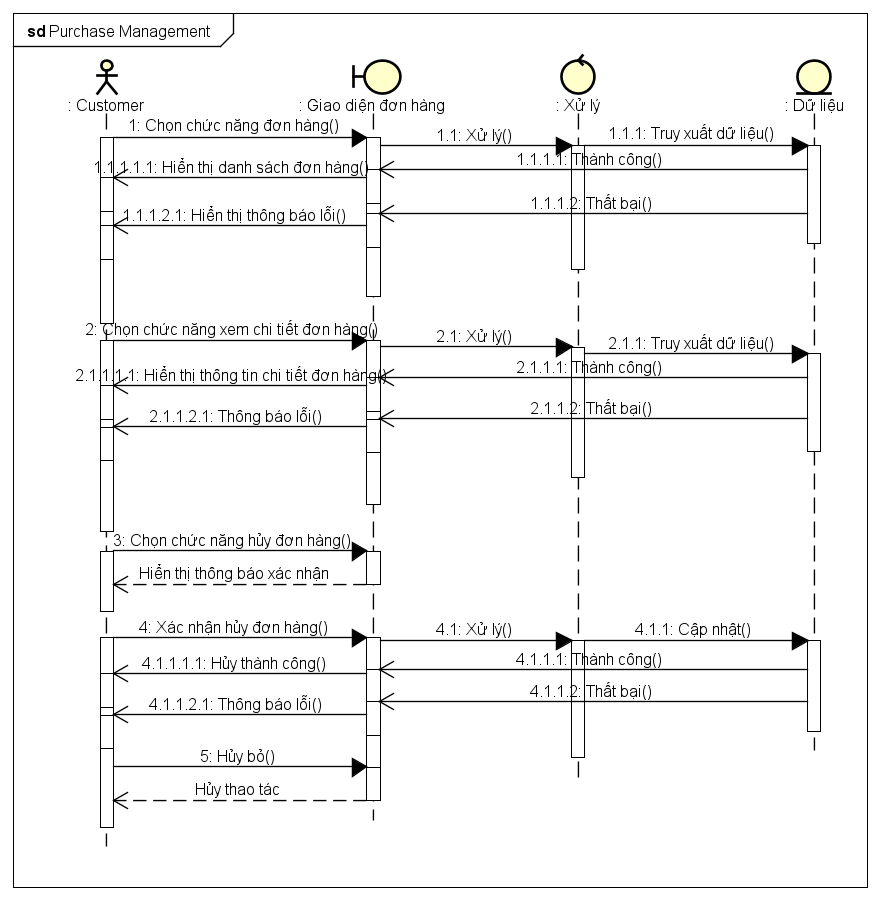 sd Purchase Management
: Customer
: Giao diện đơn hàng
: Xử lý
: Dữ liệu
1: Chọn chức năng đơn hàng()
1.1: Xử lý()
1.1.1: Truy xuất dữ liệu()
1.1.1.1.1: Hiển thị danh sách đơn hàng()
1.1.1.1: Thành công()
1.1.1.2.1: Hiển thị thông báo lỗi()
1.1.1.2: Thất bại()
2: Chọn chức năng xem chi tiết đơn hàng()
2.1: Xử lý()
2.1.1: Truy xuất dữ liệu()
2.1.1.1.1: Hiển thị thông tin chi tiết đơn hàng()
2.1.1.1: Thành công()
2.1.1.2.1: Thông báo lỗi()
2.1.1.2: Thất bại()
3: Chọn chức năng hủy đơn hàng()
Hiển thị thông báo xác nhận
4: Xác nhận hủy đơn hàng()
4.1: Xử lý()
4.1.1: Cập nhật()
4.1.1.1.1: Hủy thành công()
4.1.1.1: Thành công()
4.1.1.2.1: Thông báo lỗi()
4.1.1.2: Thất bại()
5: Hủy bỏ()
Hủy thao tác